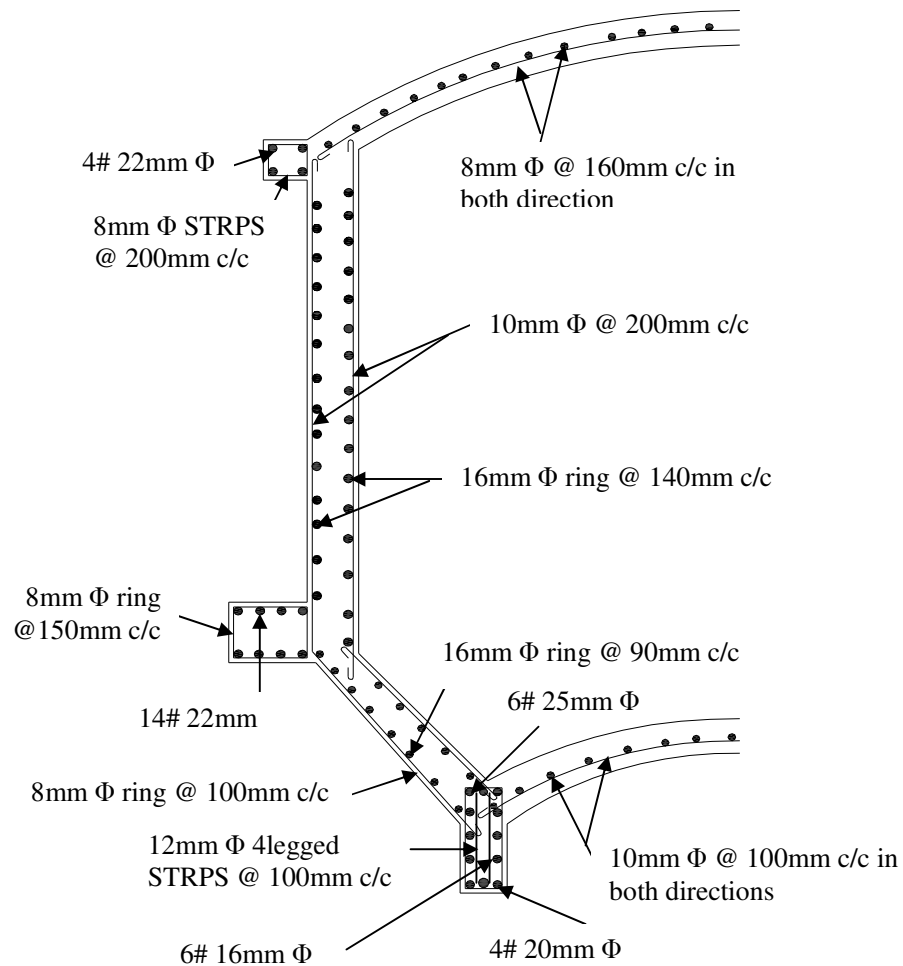 4# 22mm Φ
8mm Φ STRPS
@ 200mm c/c
8mm Φ @ 160mm c/c in
both direction
10mm Φ @ 200mm c/c
16mm Φ ring @ 140mm c/c
8mm Φ ring
@150mm c/c
16mm Φ ring @ 90mm c/c
14# 22mm
6# 25mm Φ
8mm Φ ring @ 100mm c/c
12mm Φ 4legged
STRPS @ 100mm c/c
10mm Φ @ 100mm c/c in
both directions
6# 16mm Φ
4# 20mm Φ